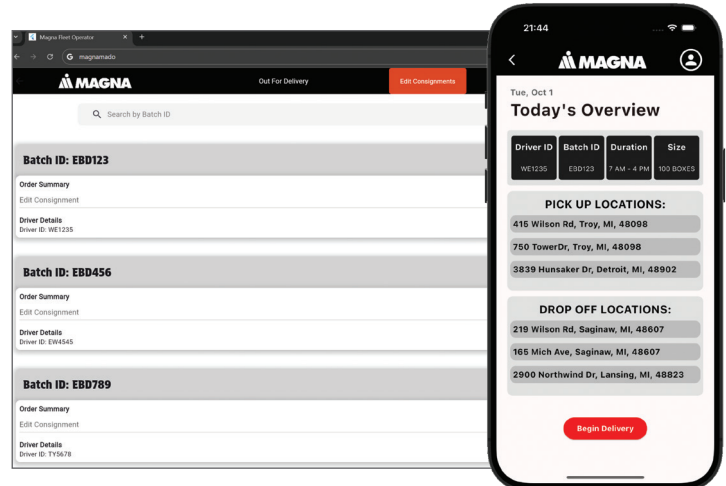 Magna Fleet Operator
magnamado
MAGNA
Out For Delivery
Edit Consignments
Search by Batch ID
Batch ID: EBD123
Order Summary
Edit Consignment
Driver Details
Driver ID: WE1235
Batch ID: EBD456
Order Summary
Edit Consignment
Driver Details
Driver ID: EW4545
Batch ID: EBD789
Order Summary
Edit Consignment
Driver Details
Driver ID: TY5678
21:44
MAGNA
Tue, Oct 1
Today's Overview
Driver ID Batch ID Duration Size
WE1235 EBD123 7 AM - 4 PM 100 BOXES
PICK UP LOCATIONS:
415 Wilson Rd, Troy, MI, 48098
750 TowerDr, Troy, MI, 48098
3839 Hunsaker Dr, Detroit, MI, 48902
DROP OFF LOCATIONS:
219 Wilson Rd, Saginaw, MI, 48607
165 Mich Ave, Saginaw, MI, 48607
2900 Northwind Dr, Lansing, MI, 48823
Begin Delivery